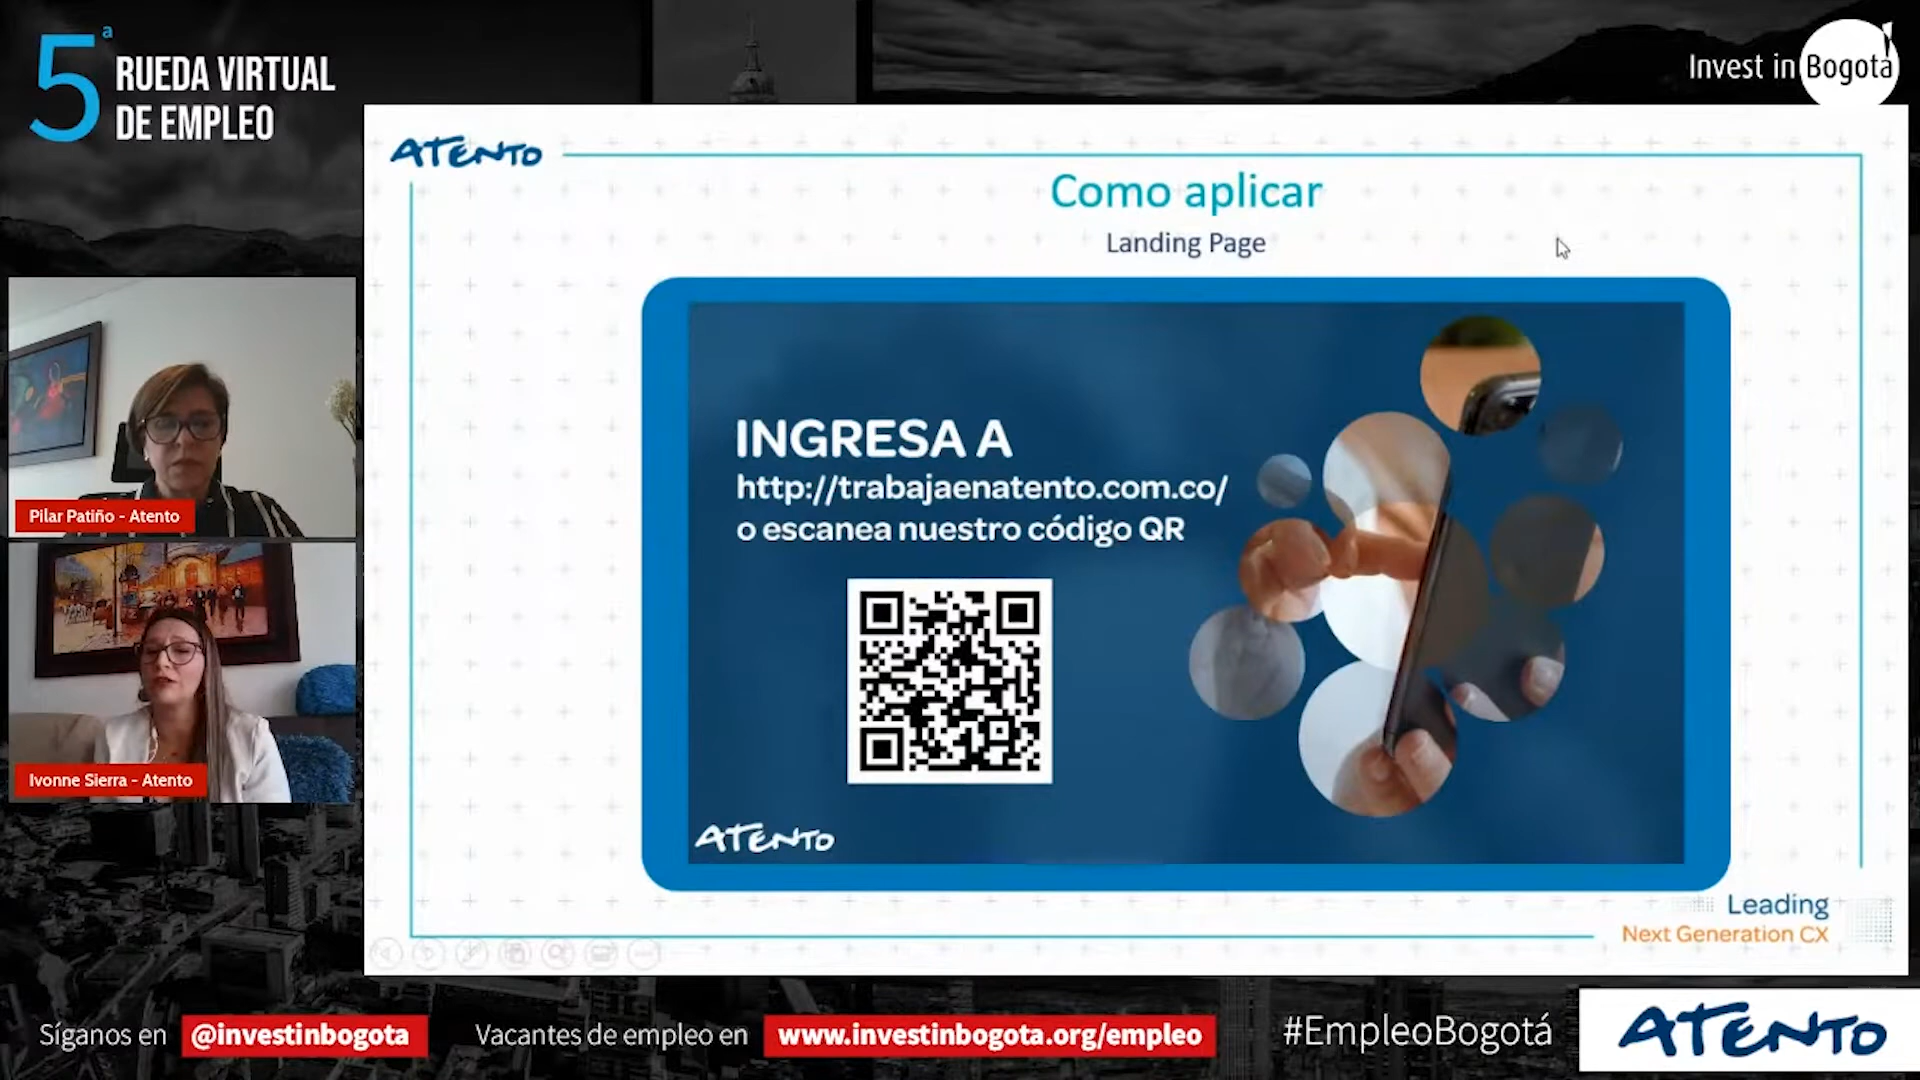 5ª
RUEDA VIRTUAL
DE EMPLEO
Invest in Bogotá
ATENTO
Como aplicar
Landing Page
INGRESA A
http://trabajaenatento.com.co/
o escanea nuestro código QR
ATENTO
Pilar Patiño - Atento
Ivonne Sierra - Atento
Leading
Next Generation CX
Síganos en @investinbogota
Vacantes de empleo en www.investinbogota.org/empleo
#EmpleoBogotá
ATENTO